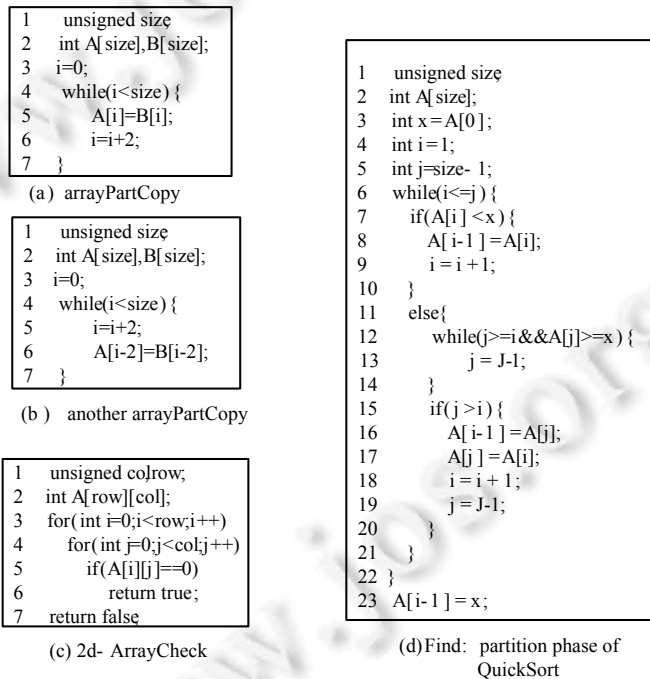 1 unsigned size;
2 int A[size],B[size];
3 i=0;
4 while(i<size){
5 A[i]=B[i];
6 i=i+2;
7 }
(a) arrayPartCopy
1 unsigned size;
2 int A[size],B[size];
3 i=0;
4 while(i<size){
5 i=i+2;
6 A[i-2]=B[i-2];
7 }
(b) another arrayPartCopy
1 unsigned col,row;
2 int A[row][col];
3 for(int i=0;i<row;i++)
4 for(int j=0;j<col;j++)
5 if(A[i][j]==0)
6 return true;
7 return false;
(c) 2d-ArrayCheck
1 unsigned size;
2 int A[size];
3 int x=A[0];
4 int i=1;
5 int j=size-1;
6 while(i<=j){
7 if(A[i]<x){
8 A[i-1]=A[i];
9 i=i+1;
10 }
11 else{
12 while(j>=i&&A[j]>=x){
13 j=J-1;
14 }
15 if(j>i){
16 A[i-1]=A[j];
17 A[j]=A[i];
18 i=i+1;
19 j=J-1;
20 }
21 }
22 }
23 A[i-1]=x;
(d)Find: partition phase of
QuickSort
www.jos.org